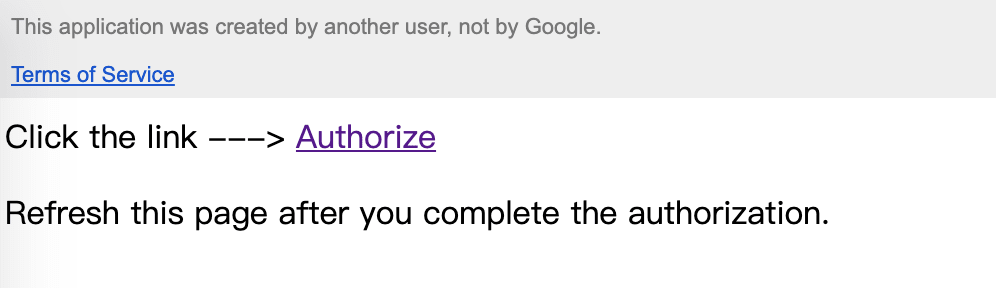 This application was created by another user, not by Google.
Terms of Service
Click the link ---> Authorize
Refresh this page after you complete the authorization.